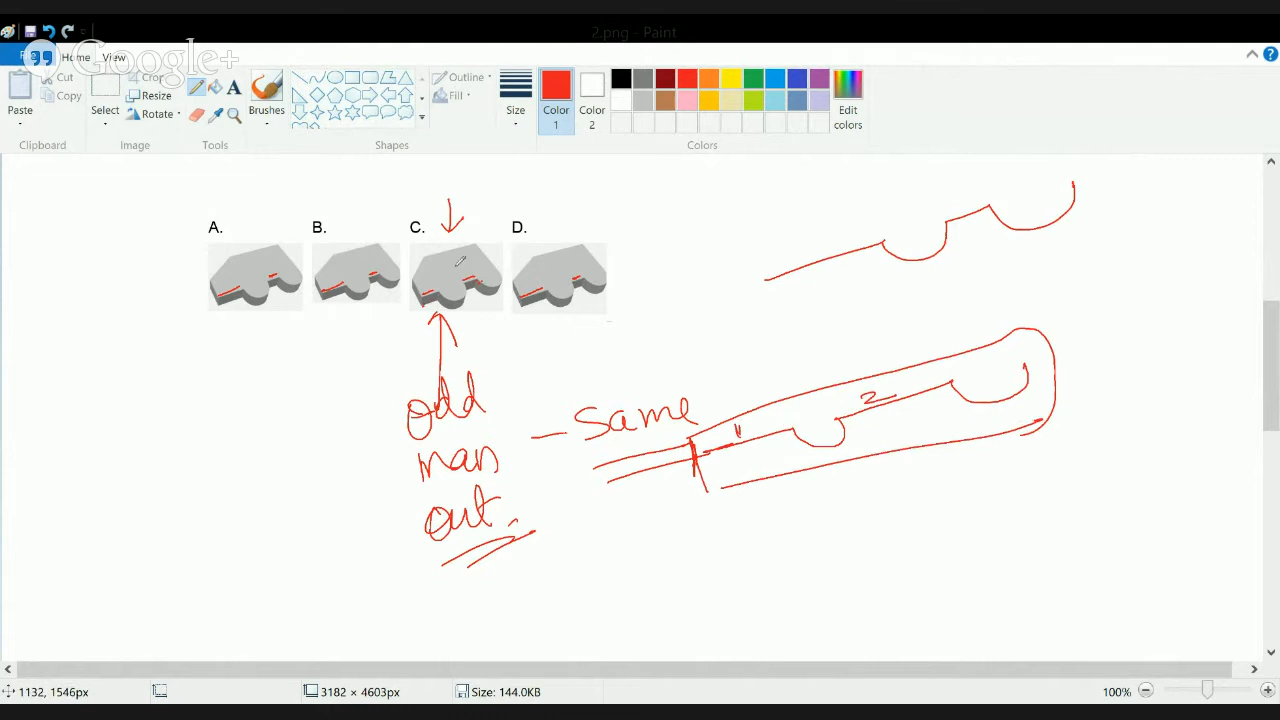 2.png - Paint
Google+
File Home View
Paste
Cut
Copy
Select
Crop
Resize
Rotate
Brushes
Outline
Fill
Size
Color 1
Color 2
Edit colors
Clipboard Image Tools Shapes Colors
A. B. C. D.
1 2
odd
man
out.
- Same
1132, 1546px 3182 × 4603px Size: 144.0KB 100%